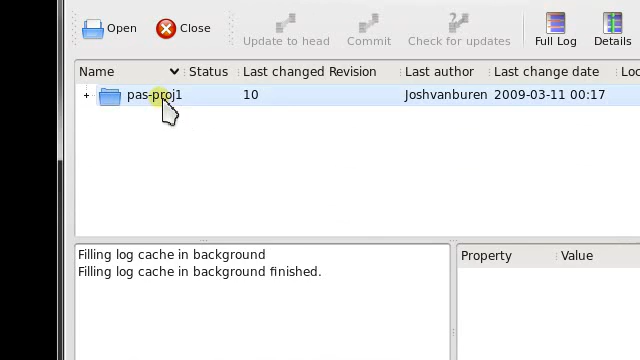 Open Close Update to head Commit Check for updates Full Log Details
Name Status Last changed Revision Last author Last change date Loc
pas-proj1 10 Joshvanburen 2009-03-11 00:17
Filling log cache in background
Filling log cache in background finished.
Property Value